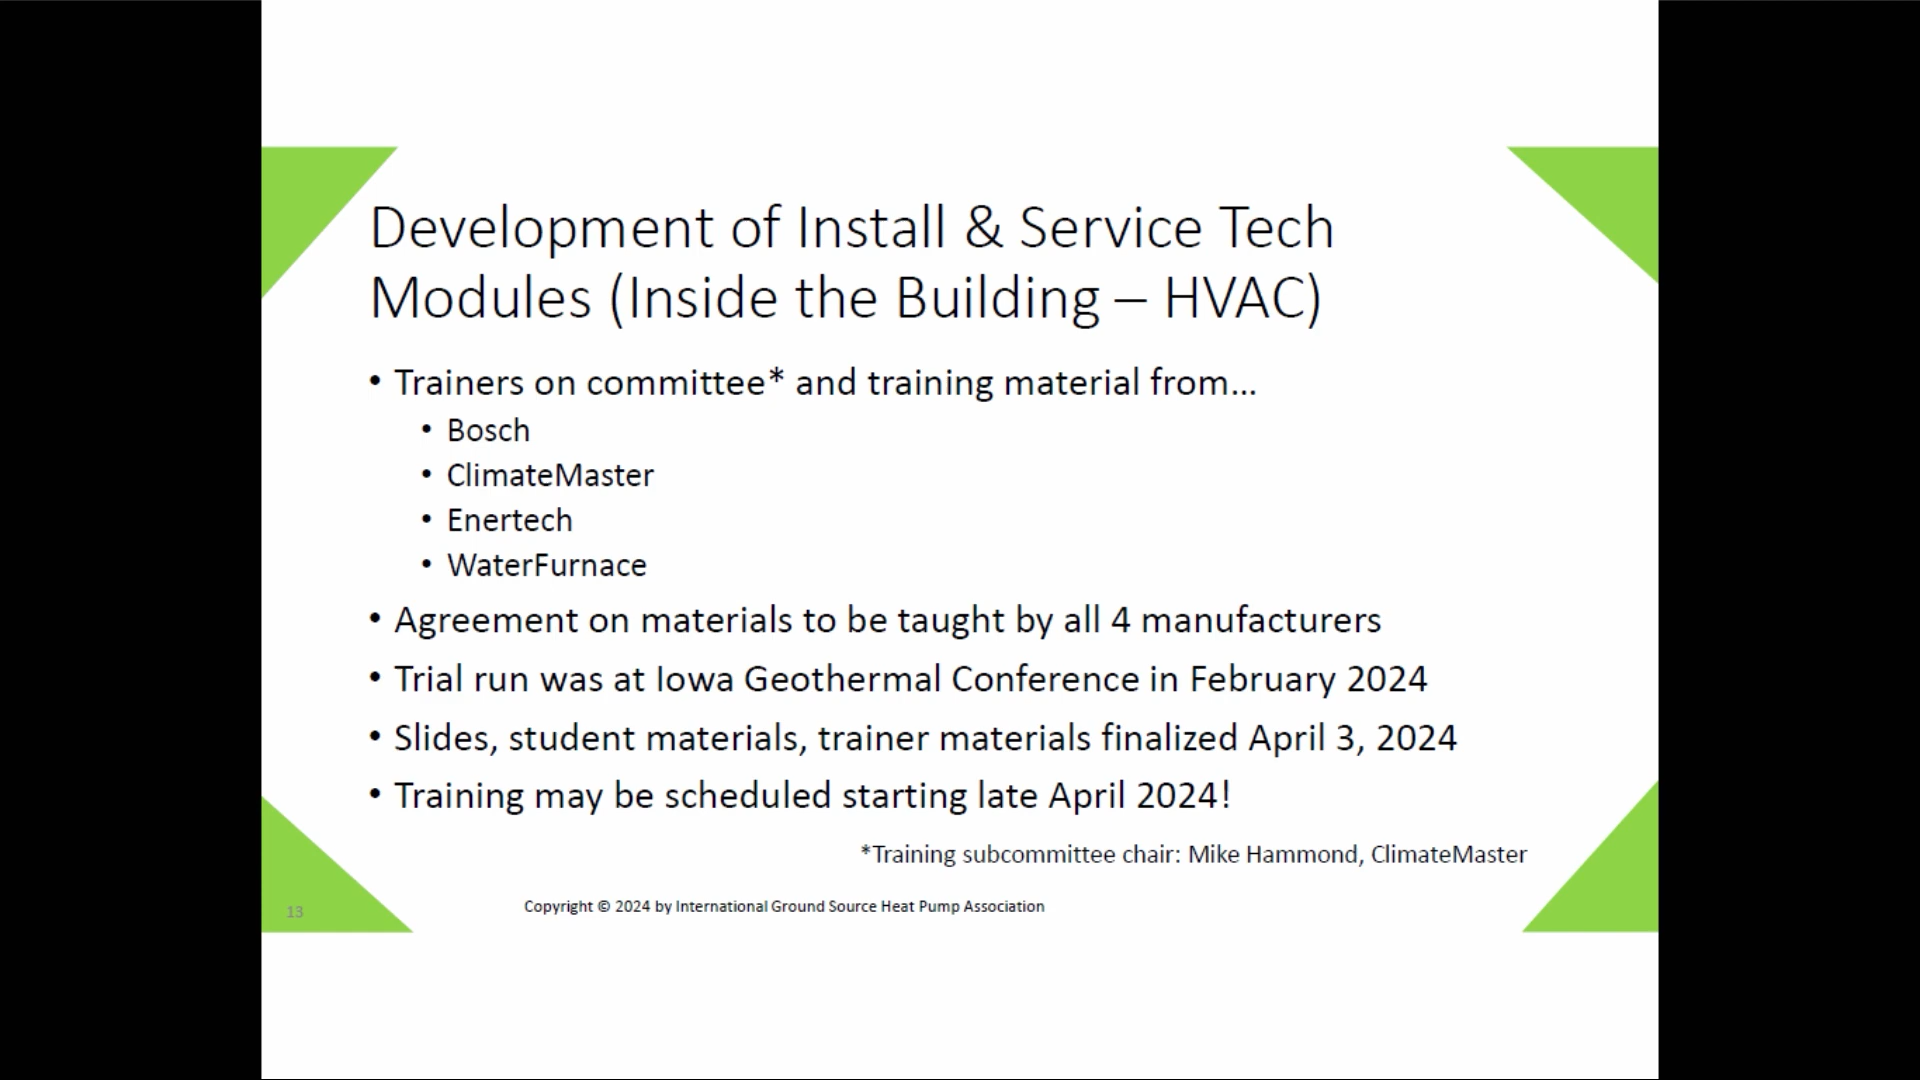 Development of Install & Service Tech
Modules (Inside the Building – HVAC)
• Trainers on committee* and training material from…
• Bosch
• ClimateMaster
• Enertech
• WaterFurnace
• Agreement on materials to be taught by all 4 manufacturers
• Trial run was at Iowa Geothermal Conference in February 2024
• Slides, student materials, trainer materials finalized April 3, 2024
• Training may be scheduled starting late April 2024!
*Training subcommittee chair: Mike Hammond, ClimateMaster
13
Copyright © 2024 by International Ground Source Heat Pump Association